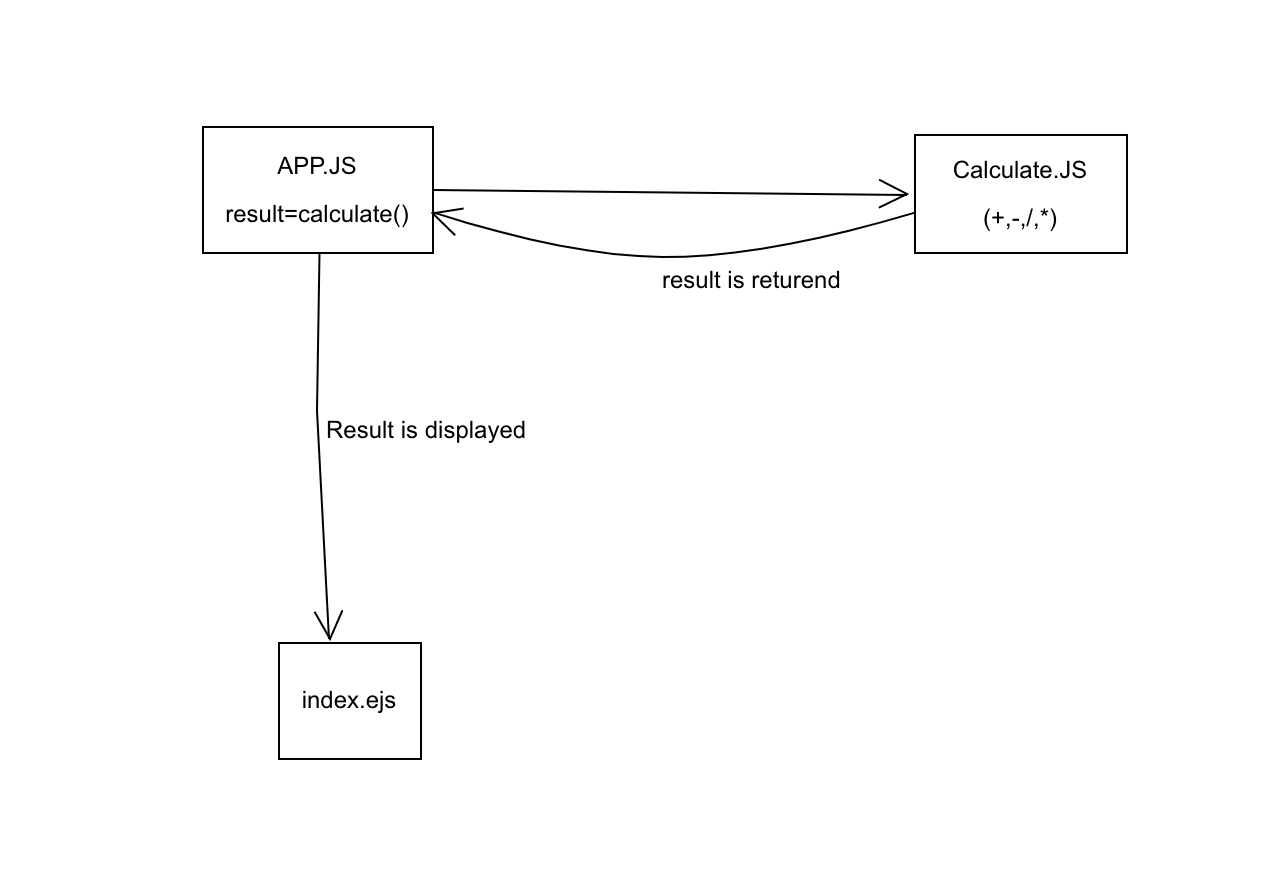 APP.JS
result=calculate()
Calculate.JS
(+,-,/,*)
result is returend
Result is displayed
index.ejs